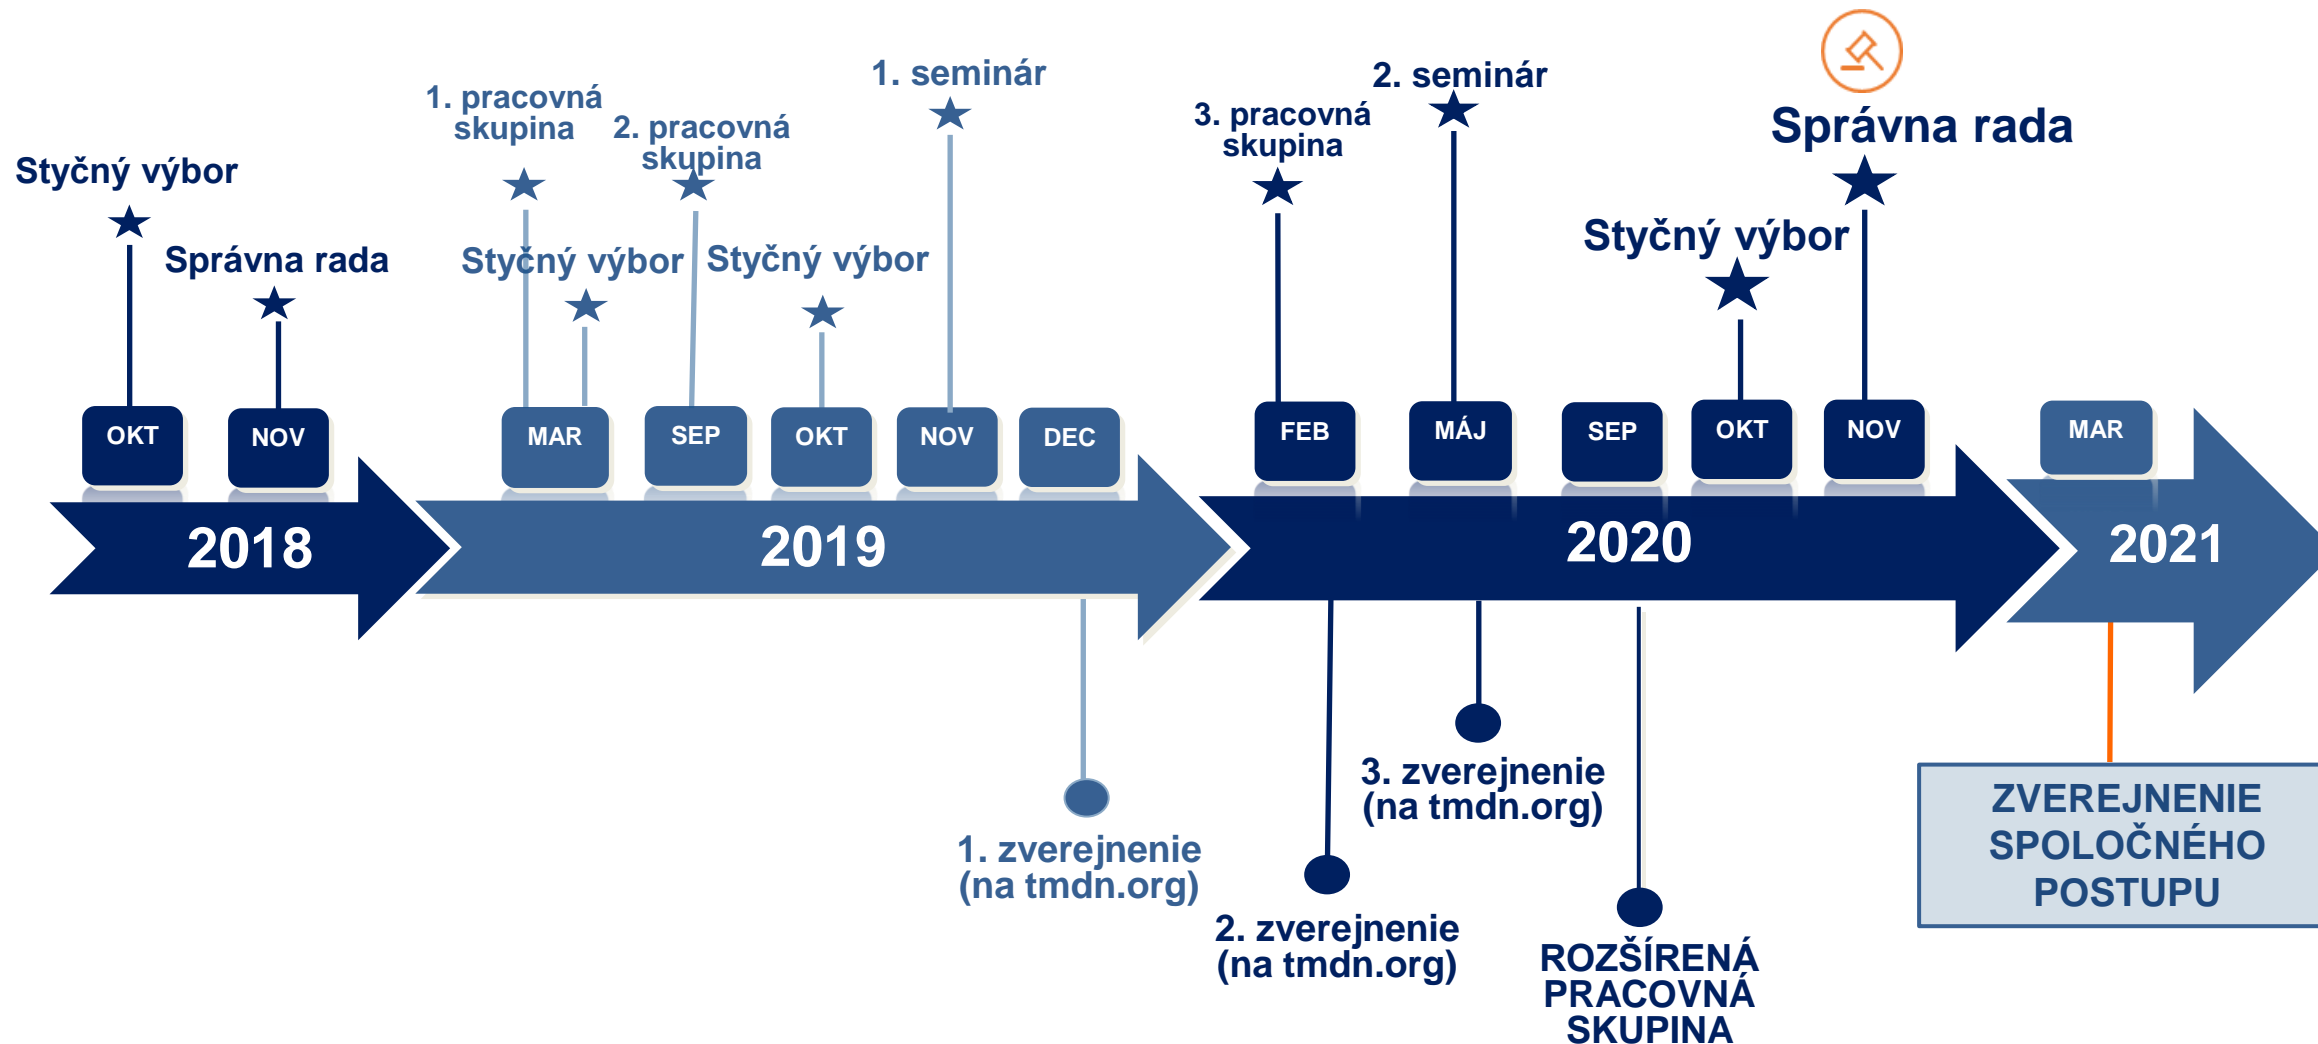 1. seminár
2. seminár
1. pracovná
skupina
2. pracovná
skupina
3. pracovná
skupina
Správna rada
Styčný výbor
Správna rada
Styčný výbor
Styčný výbor
Styčný výbor
OKT
NOV
MAR
SEP
OKT
NOV
DEC
FEB
MÁJ
SEP
OKT
NOV
MAR
2018
2019
2020
2021
1. zverejnenie
(na tmdn.org)
2. zverejnenie
(na tmdn.org)
3. zverejnenie
(na tmdn.org)
ROZŠÍRENÁ
PRACOVNÁ
SKUPINA
ZVEREJNENIE
SPOLOČNÉHO
POSTUPU